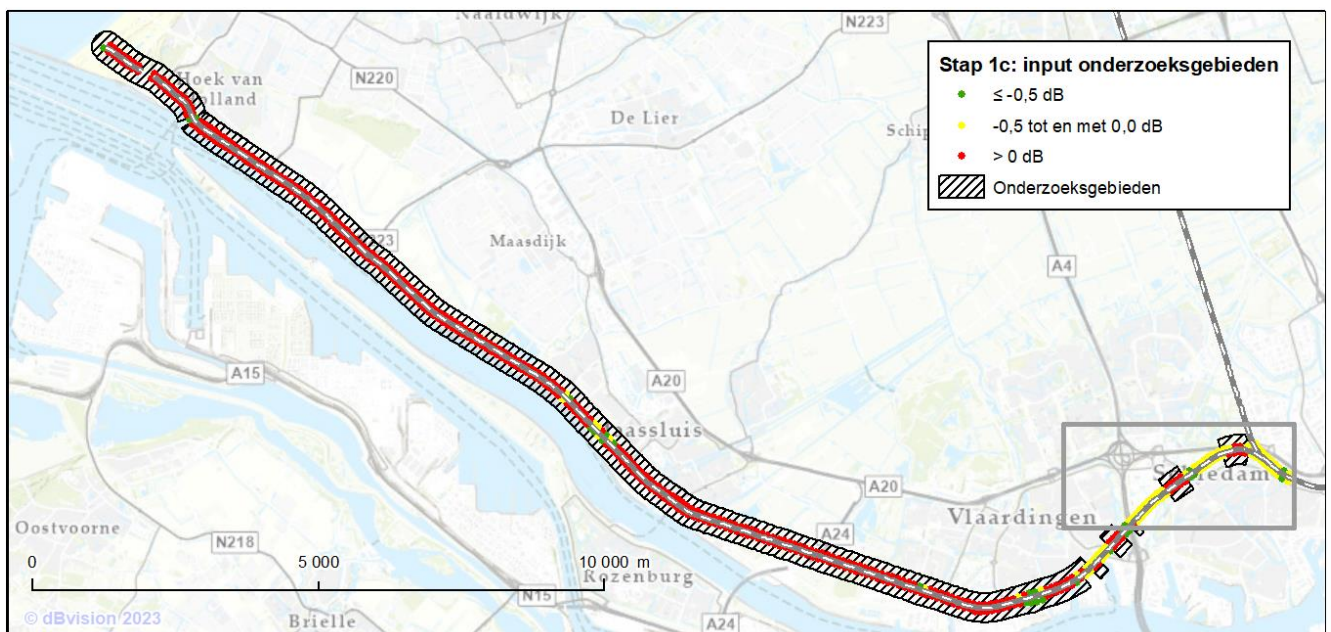 Naaldwijk
N223
Stap 1c: input onderzoeksgebieden
≤ -0,5 dB
-0,5 tot en met 0,0 dB
> 0 dB
Onderzoeksgebieden
Hoek van
Holland
N220
De Lier
Schip
Maasdijk
A4
A20
A15
A20
A24
Schiedam
Vlaardingen
Oostvoorne
N218
0
5 000
10 000 m
Rozenburg
N15
A24
Brielle
© dBvision 2023